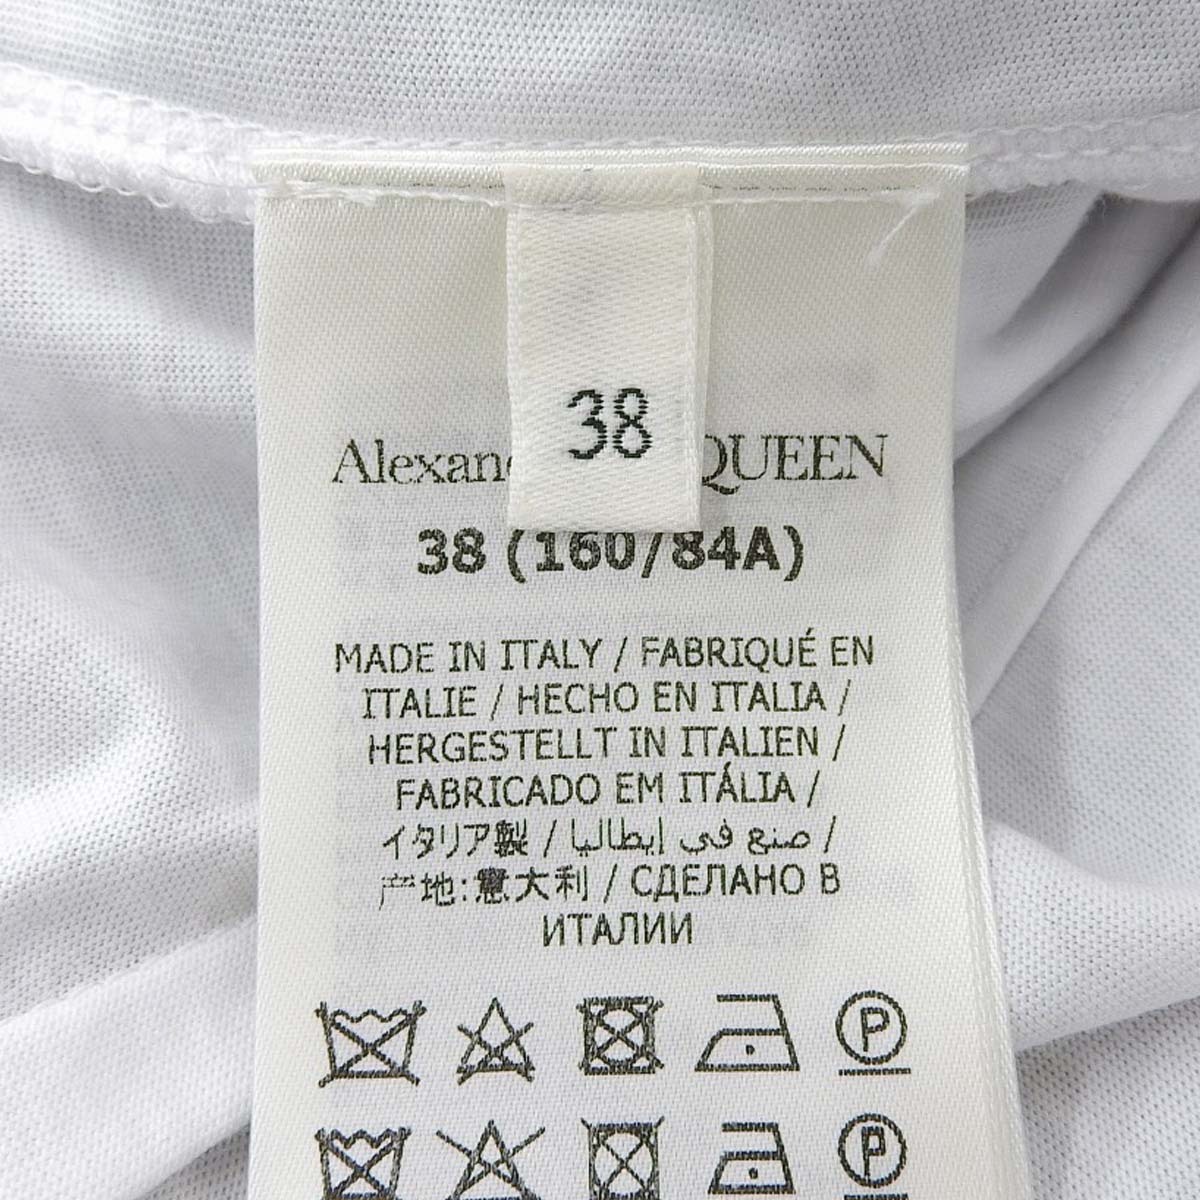 38
Alexan QUEEN
38 (160/84A)
MADE IN ITALY / FABRIQUÉ EN
ITALIE / HECHO EN ITALIA /
HERGESTELLT IN ITALIEN /
FABRICADO EM ITÁLIA /
イタリア製 / صنع في إيطاليا /
产地:意大利 / СДЕЛАНО В
ИТАЛИИ
P
P